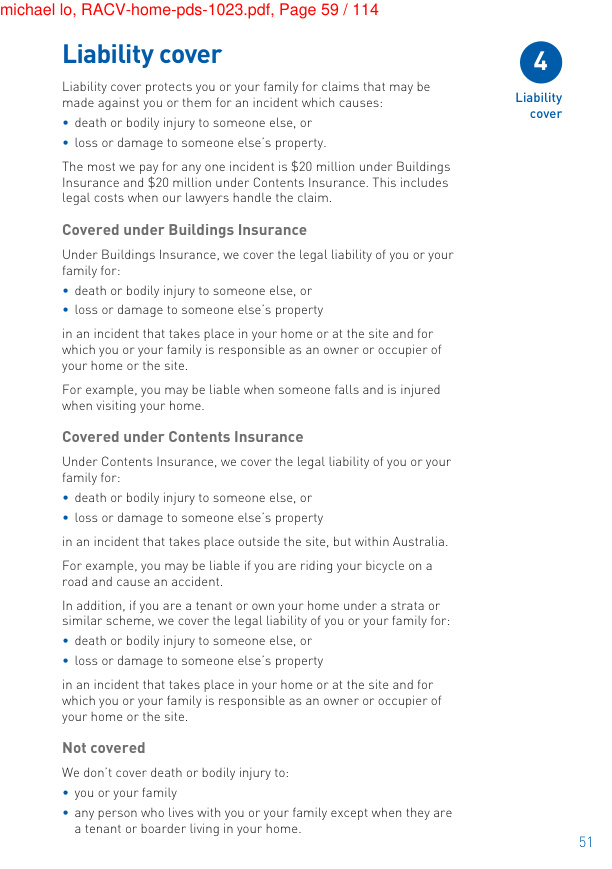 michael lo, RACV-home-pds-1023.pdf, Page 59 / 114
Liability cover
4
Liability
cover
Liability cover protects you or your family for claims that may be
made against you or them for an incident which causes:
• death or bodily injury to someone else, or
• loss or damage to someone else's property.
The most we pay for any one incident is $20 million under Buildings
Insurance and $20 million under Contents Insurance. This includes
legal costs when our lawyers handle the claim.
Covered under Buildings Insurance
Under Buildings Insurance, we cover the legal liability of you or your
family for:
• death or bodily injury to someone else, or
• loss or damage to someone else's property
in an incident that takes place in your home or at the site and for
which you or your family is responsible as an owner or occupier of
your home or the site.
For example, you may be liable when someone falls and is injured
when visiting your home.
Covered under Contents Insurance
Under Contents Insurance, we cover the legal liability of you or your
family for:
• death or bodily injury to someone else, or
• loss or damage to someone else's property
in an incident that takes place outside the site, but within Australia.
For example, you may be liable if you are riding your bicycle on a
road and cause an accident.
In addition, if you are a tenant or own your home under a strata or
similar scheme, we cover the legal liability of you or your family for:
• death or bodily injury to someone else, or
• loss or damage to someone else's property
in an incident that takes place in your home or at the site and for
which you or your family is responsible as an owner or occupier of
your home or the site.
Not covered
We don't cover death or bodily injury to:
• you or your family
• any person who lives with you or your family except when they are
a tenant or boarder living in your home.
51